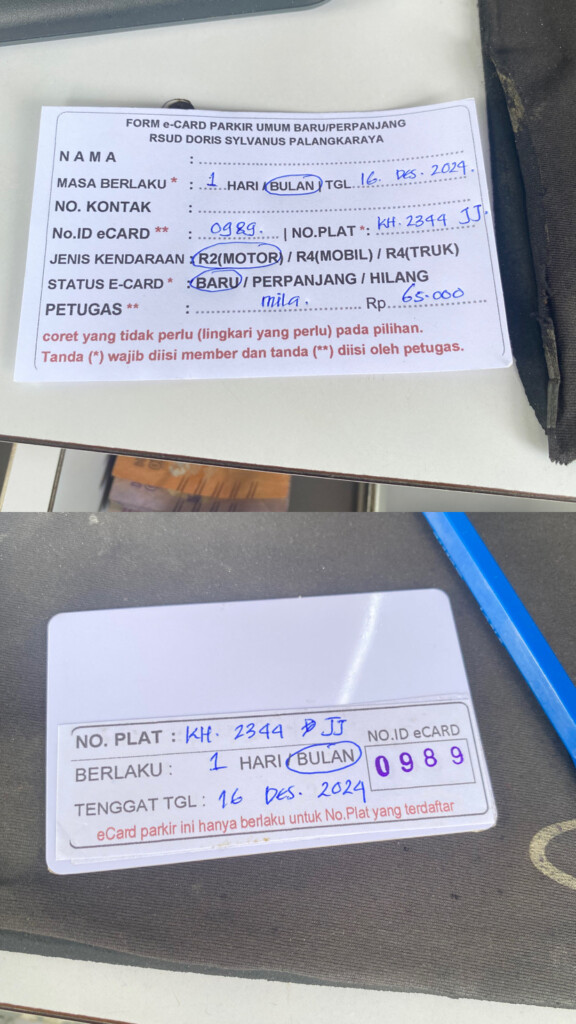 FORM e-CARD PARKIR UMUM BARU/PERPANJANG
RSUD DORIS SYLVANUS PALANGKARAYA
NAMA :
MASA BERLAKU * : 1 HARI / BULAN / TGL. 16 DES. 2024.
NO. KONTAK :
No.ID eCARD ** : 0989. | NO.PLAT *: KH. 2344 JJ.
JENIS KENDARAAN : R2(MOTOR) / R4(MOBIL) / R4(TRUK)
STATUS E-CARD * : BARU / PERPANJANG / HILANG
PETUGAS ** : mila. Rp. 65.000
coret yang tidak perlu (lingkari yang perlu) pada pilihan.
Tanda (*) wajib diisi member dan tanda (**) diisi oleh petugas.
NO. PLAT : KH. 2344 JJ
NO.ID eCARD
BERLAKU : 1 HARI / BULAN
0989
TENGGAT TGL : 16 DES. 2024
eCard parkir ini hanya berlaku untuk No.Plat yang terdaftar